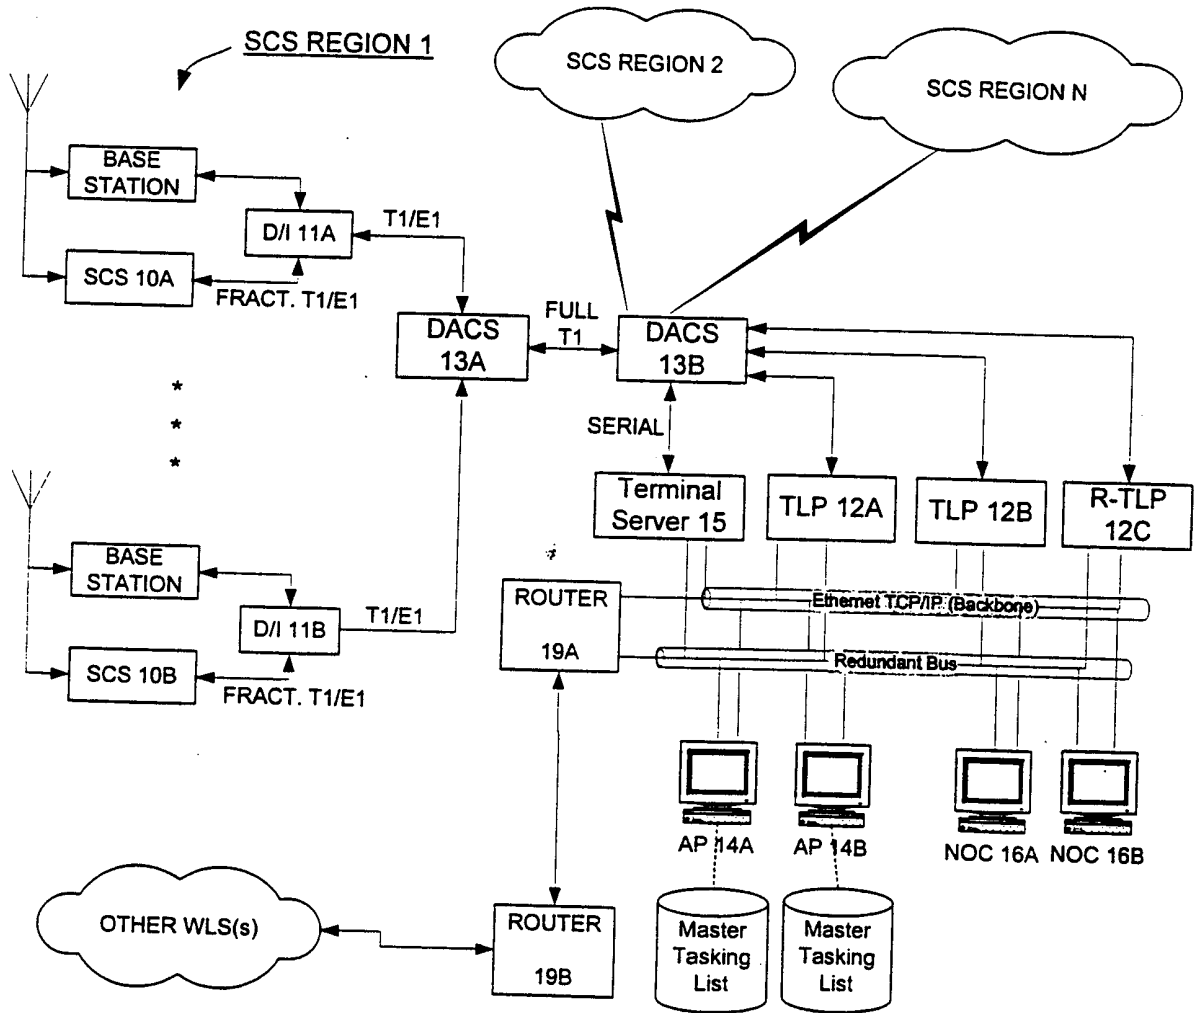 SCS REGION 1
SCS REGION 2
SCS REGION N
BASE
STATION
D/I 11A
T1/E1
SCS 10A
FRACT. T1/E1
DACS
13A
FULL
T1
DACS
13B
*
*
*
SERIAL
Terminal
Server 15
TLP 12A
TLP 12B
R-TLP
12C
BASE
STATION
D/I 11B
T1/E1
SCS 10B
FRACT. T1/E1
ROUTER
19A
Ethernet TCP/IP (Backbone)
Redundant Bus
AP 14A
AP 14B
NOC 16A
NOC 16B
OTHER WLS(s)
ROUTER
19B
Master
Tasking
List
Master
Tasking
List